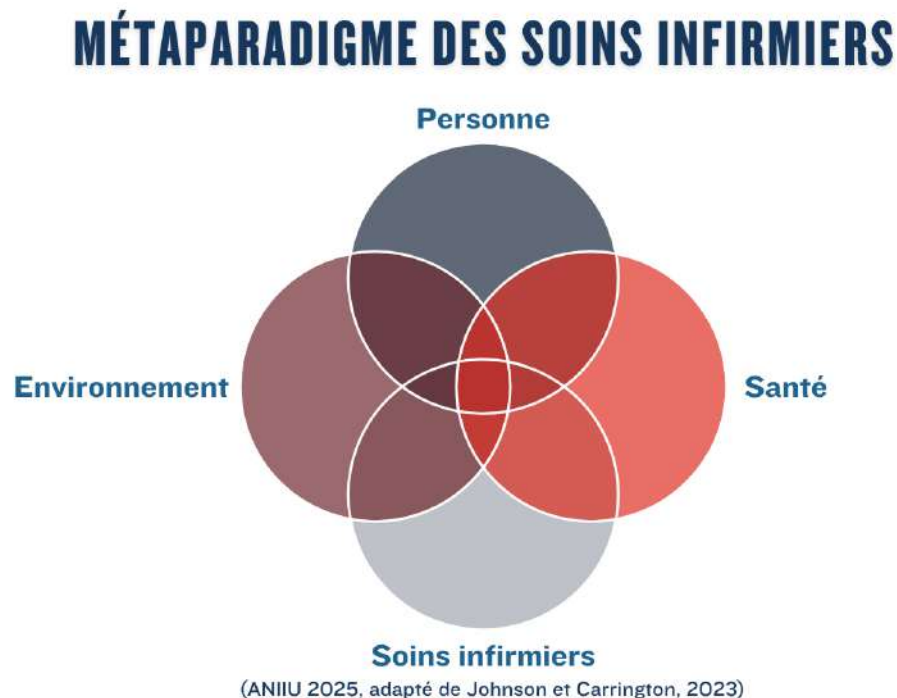 MÉTAPARADIGME DES SOINS INFIRMIERS
Personne
Environnement
Santé
Soins infirmiers
(ANIIU 2025, adapté de Johnson et Carrington, 2023)